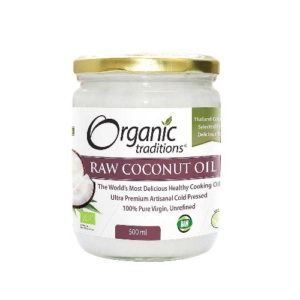 Organic
traditions®
RAW COCONUT OIL
The World's Most Delicious Healthy Cooking Oil
Ultra Premium Artisanal Cold Pressed
100% Pure Virgin, Unrefined
500 ml